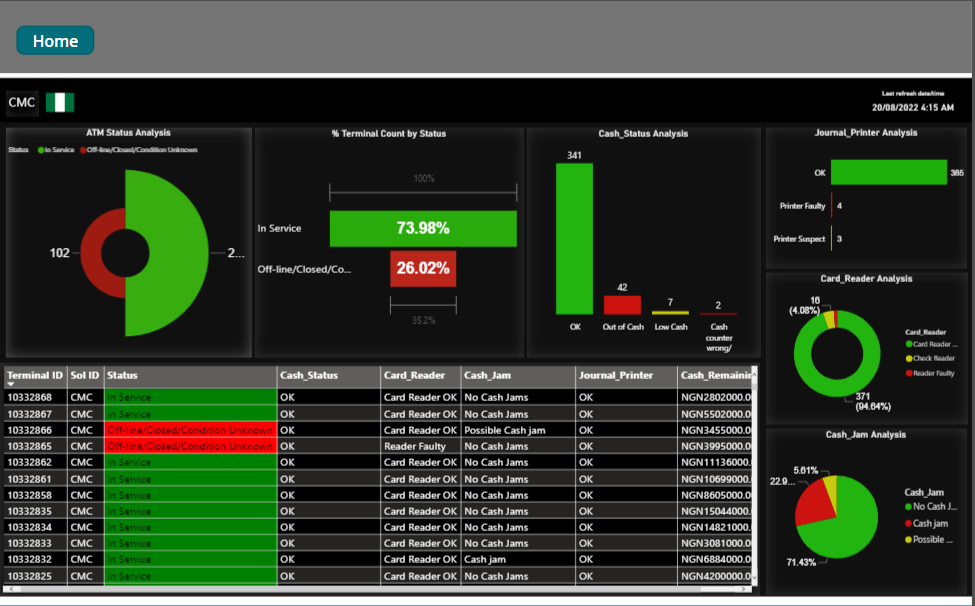 Home
CMC
Last refresh date/time
20/08/2022 4:15 AM
ATM Status Analysis
Status In Service Off-line/Closed/Condition Unknown
102
2...
% Terminal Count by Status
100%
In Service
73.98%
Off-line/Closed/Co...
26.02%
35.2%
Cash_Status Analysis
341
42
7
2
OK
Out of Cash
Low Cash
Cash
counter
wrong/
Journal_Printer Analysis
OK
385
Printer Faulty
4
Printer Suspect
3
Card_Reader Analysis
16
(4.08%)
371
(94.64%)
Card_Reader
Card Reader ...
Check Reader
Reader Faulty
Cash_Jam Analysis
5.61%
22.9...
71.43%
Cash_Jam
No Cash J...
Cash jam
Possible ...
Terminal ID Sol ID Status Cash_Status Card_Reader Cash_Jam Journal_Printer Cash_Remainin
10332868 CMC In Service OK Card Reader OK No Cash Jams OK NGN2802000.0
10332867 CMC In Service OK Card Reader OK No Cash Jams OK NGN5502000.0
10332866 CMC Off-line/Closed/Condition Unknown OK Card Reader OK Possible Cash jam OK NGN3455000.0
10332865 CMC Off-line/Closed/Condition Unknown OK Reader Faulty No Cash Jams OK NGN3995000.0
10332862 CMC In Service OK Card Reader OK No Cash Jams OK NGN11136000.
10332861 CMC In Service OK Card Reader OK No Cash Jams OK NGN10699000.
10332858 CMC In Service OK Card Reader OK No Cash Jams OK NGN8605000.0
10332835 CMC In Service OK Card Reader OK No Cash Jams OK NGN15044000.
10332834 CMC In Service OK Card Reader OK No Cash Jams OK NGN14821000.
10332833 CMC In Service OK Card Reader OK No Cash Jams OK NGN3081000.0
10332832 CMC In Service OK Card Reader OK Cash jam OK NGN6884000.0
10332825 CMC In Service OK Card Reader OK No Cash Jams OK NGN4200000.0